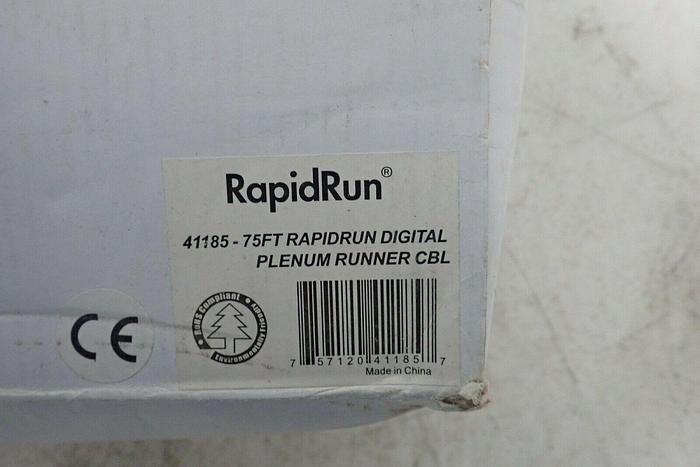 RapidRun®
41185 - 75FT RAPIDRUN DIGITAL
PLENUM RUNNER CBL
CE
RoHS Compliant
Environmentally Friendly
7 57120 41185 7
Made in China